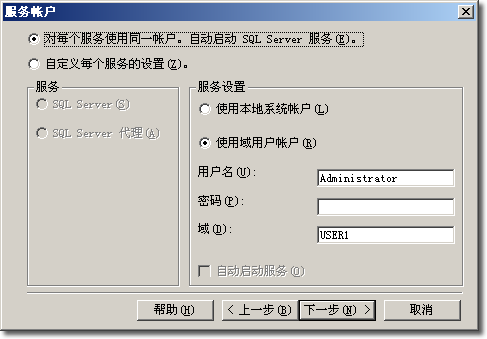 服务帐户
对每个服务使用同一帐户。自动启动 SQL Server 服务(E)。
自定义每个服务的设置(Z)。
服务
SQL Server(S)
SQL Server 代理(A)
服务设置
使用本地系统帐户(L)
使用域用户帐户(R)
用户名(U):
Administrator
密码(P):
域(D):
USER1
自动启动服务(O)
帮助(H)
< 上一步(B)
下一步(N) >
取消